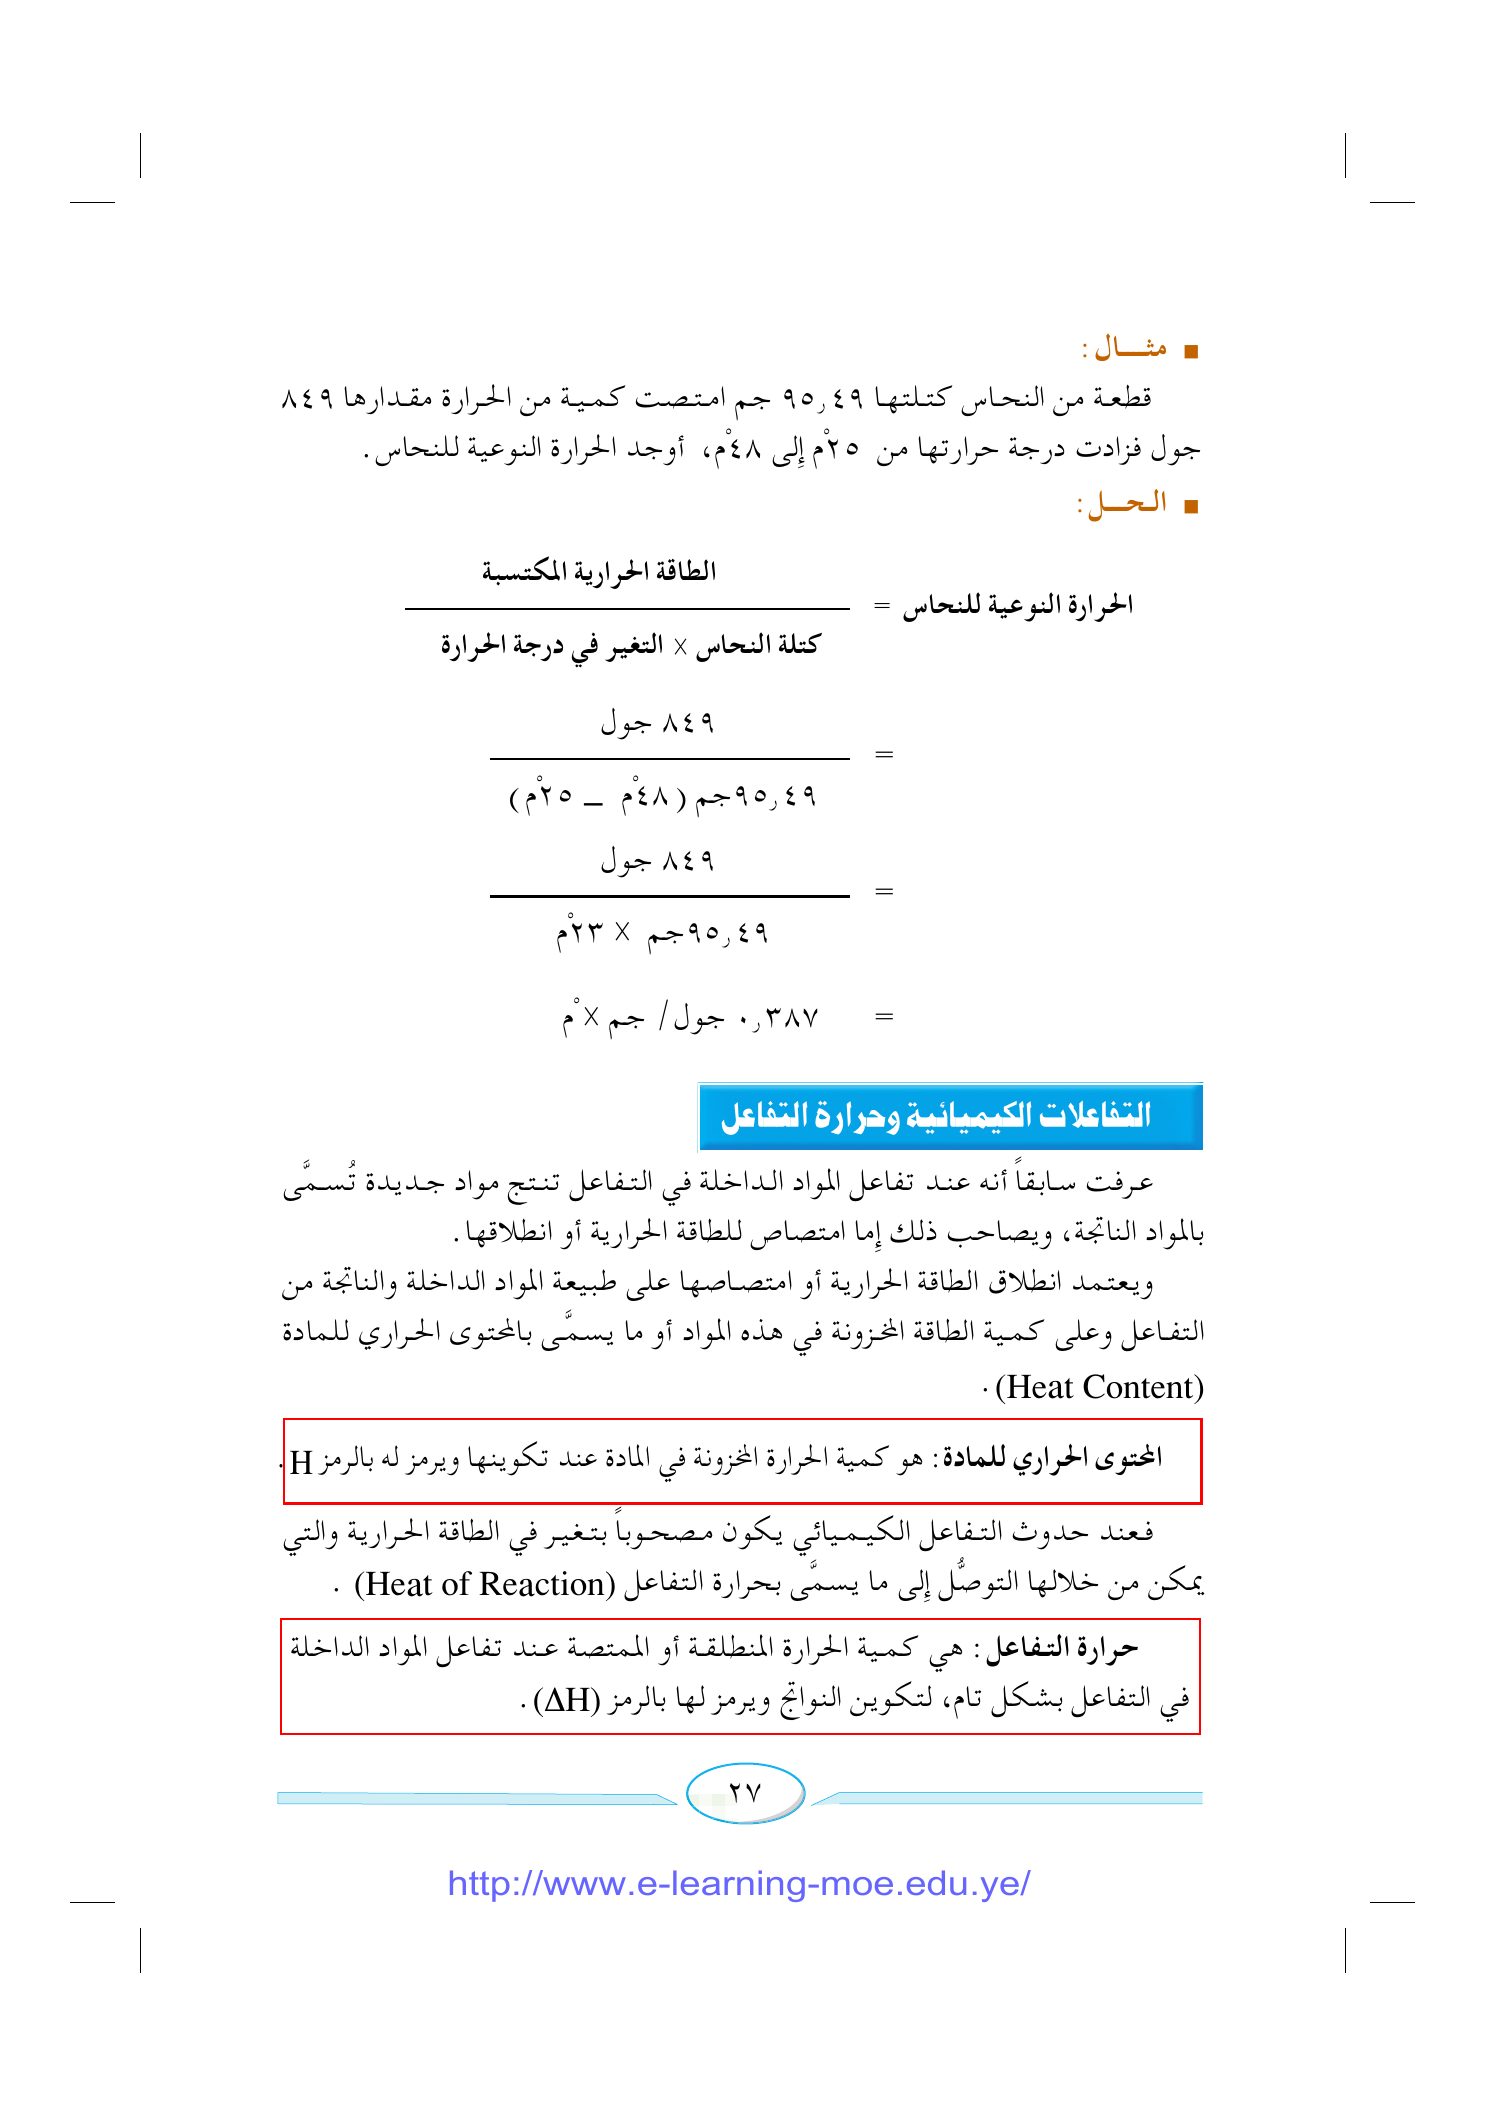 مثـــال :
قطعة من النحاس كتلتها ٩٥٫٤٩ جم امتصت كمية من الحرارة مقدارها ٨٤٩
جول فزادت درجة حرارتها من ٢٥ْم إلى ٤٨ْم، أوجد الحرارة النوعية للنحاس .
الـحـــل :
الطاقة الحرارية المكتسبة
الحرارة النوعية للنحاس =
كتلة النحاس × التغير في درجة الحرارة
٨٤٩ جول
=
٩٥٫٤٩جم (٤٨ْم – ٢٥ْم)
٨٤٩ جول
=
٩٥٫٤٩جم × ٢٣ْم
= ٠٫٣٨٧ جول/ جم × ْم
التفاعلات الكيميائية وحرارة التفاعل
عرفت سابقاً أنه عند تفاعل المواد الداخلة في التفاعل تنتج مواد جديدة تُسمَّى
بالمواد الناتجة، ويصاحب ذلك إما امتصاص للطاقة الحرارية أو انطلاقها .
ويعتمد انطلاق الطاقة الحرارية أو امتصاصها على طبيعة المواد الداخلة والناتجة من
التفاعل وعلى كمية الطاقة المخزونة في هذه المواد أو ما يسمَّى بالمحتوى الحراري للمادة
(Heat Content) .
المحتوى الحراري للمادة : هو كمية الحرارة المخزونة في المادة عند تكوينها ويرمز له بالرمز H .
فعند حدوث التفاعل الكيميائي يكون مصحوباً بتغير في الطاقة الحرارية والتي
يمكن من خلالها التوصُّل إلى ما يسمَّى بحرارة التفاعل (Heat of Reaction) .
حرارة التفاعل : هي كمية الحرارة المنطلقة أو الممتصة عند تفاعل المواد الداخلة
في التفاعل بشكل تام، لتكوين النواتج ويرمز لها بالرمز (ΔH) .
٢٧
http://www.e-learning-moe.edu.ye/